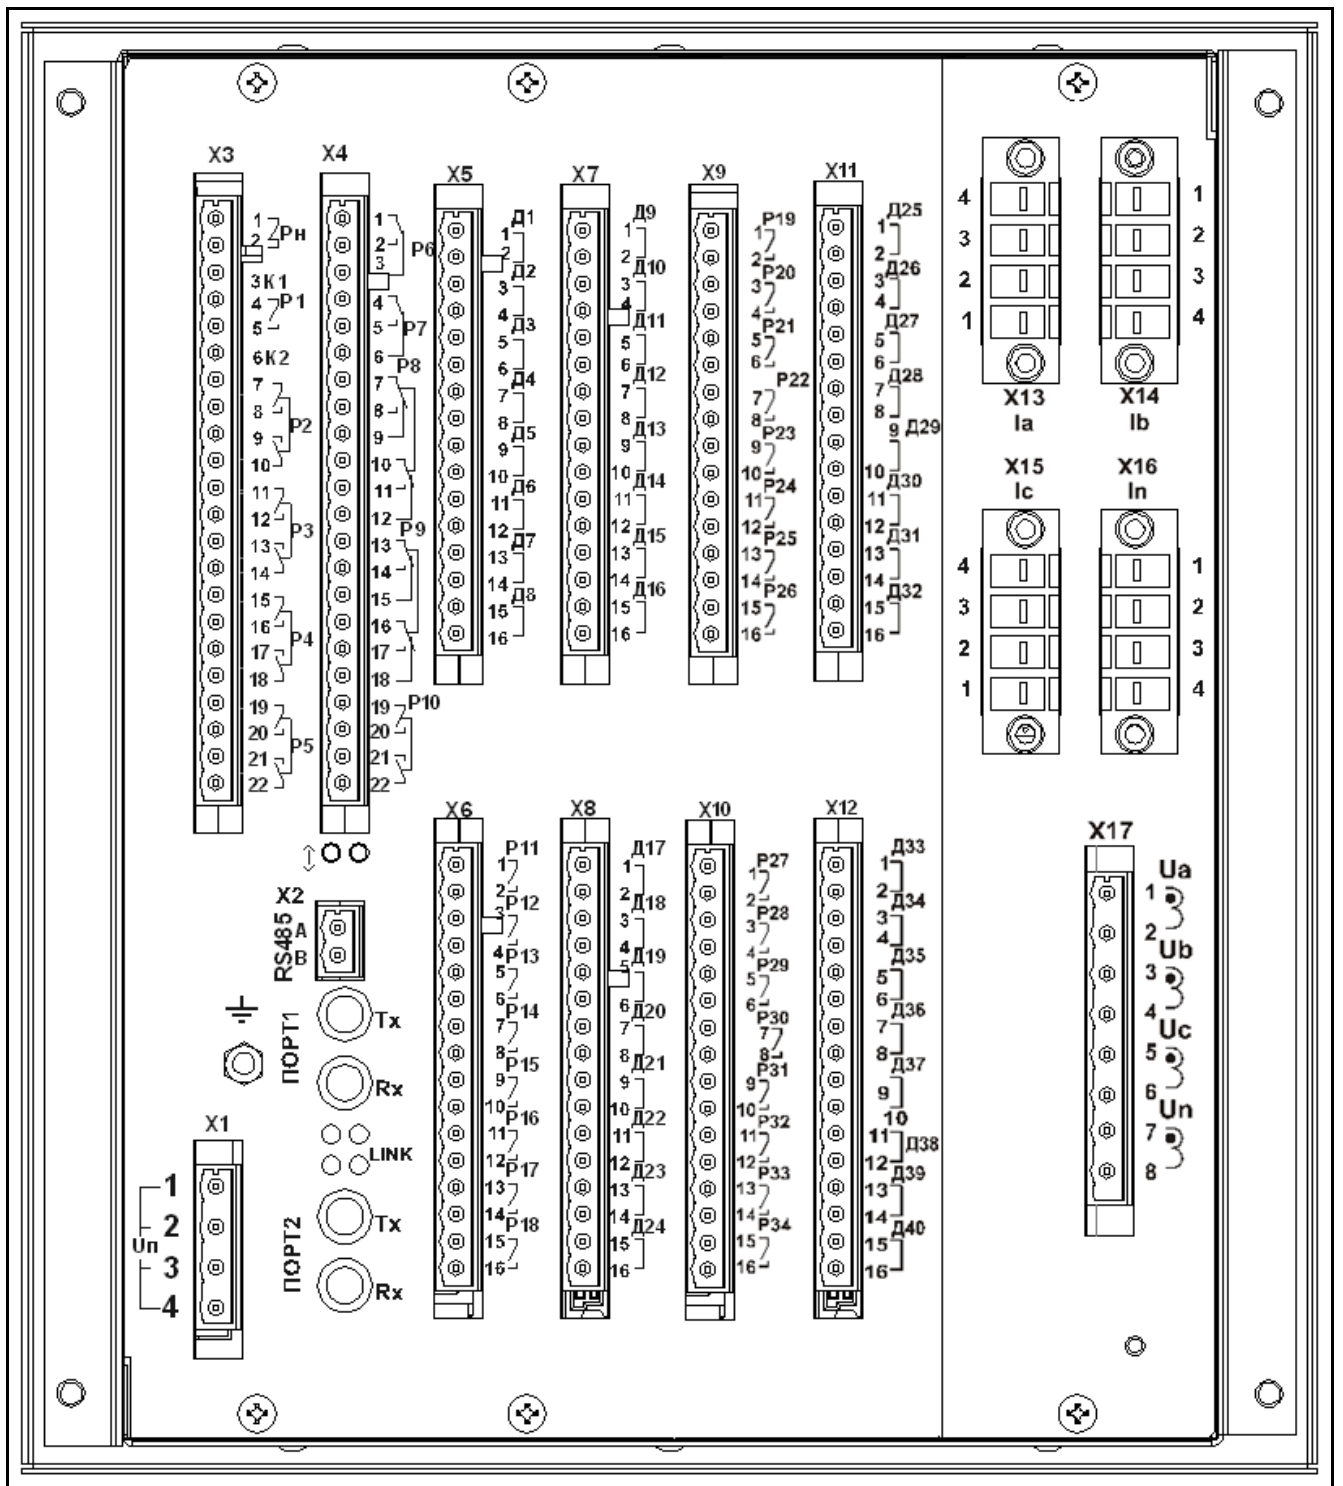 X3
1
2
Рн
3 К1
4
Р1
5
6 К2
7
8
Р2
9
10
11
12
Р3
13
14
15
16
Р4
17
18
19
20
Р5
21
22
X4
1
2
Р6
3
4
5
Р7
6
Р8
7
8
9
10
11
12
Р9
13
14
15
16
17
18
19
Р10
20
21
22
X5
Д1
1
2
Д2
3
4
Д3
5
6
Д4
7
8
Д5
9
10
Д6
11
12
Д7
13
14
Д8
15
16
X7
Д9
1
2
Д10
3
4
Д11
5
6
Д12
7
8
Д13
9
10
Д14
11
12
Д15
13
14
Д16
15
16
X9
Р19
1
2
Р20
3
4
Р21
5
6
Р22
7
8
Р23
9
10
Р24
11
12
Р25
13
14
Р26
15
16
X11
Д25
1
2
Д26
3
4
Д27
5
6
Д28
7
8
9 Д29
10
Д30
11
12
Д31
13
14
Д32
15
16
4
3
2
1
X13
Ia
1
2
3
4
X14
Ib
X15
Ic
4
3
2
1
X16
In
1
2
3
4
X2
RS485
A
B
ПОРТ1
Tx
Rx
LINK
ПОРТ2
Tx
Rx
X1
1
2
Uп
3
4
X6
Р11
1
2
Р12
3
4
Р13
5
6
Р14
7
8
Р15
9
10
Р16
11
12
Р17
13
14
Р18
15
16
X8
Д17
1
2
Д18
3
4
Д19
5
6
Д20
7
8
Д21
9
10
Д22
11
12
Д23
13
14
Д24
15
16
X10
Р27
1
2
Р28
3
4
Р29
5
6
Р30
7
8
Р31
9
10
Р32
11
12
Р33
13
14
Р34
15
16
X12
Д33
1
2
Д34
3
4
Д35
5
6
Д36
7
8
Д37
9
10
11
Д38
12
Д39
13
14
Д40
15
16
X17
Ua
1
2
Ub
3
4
Uc
5
6
Un
7
8